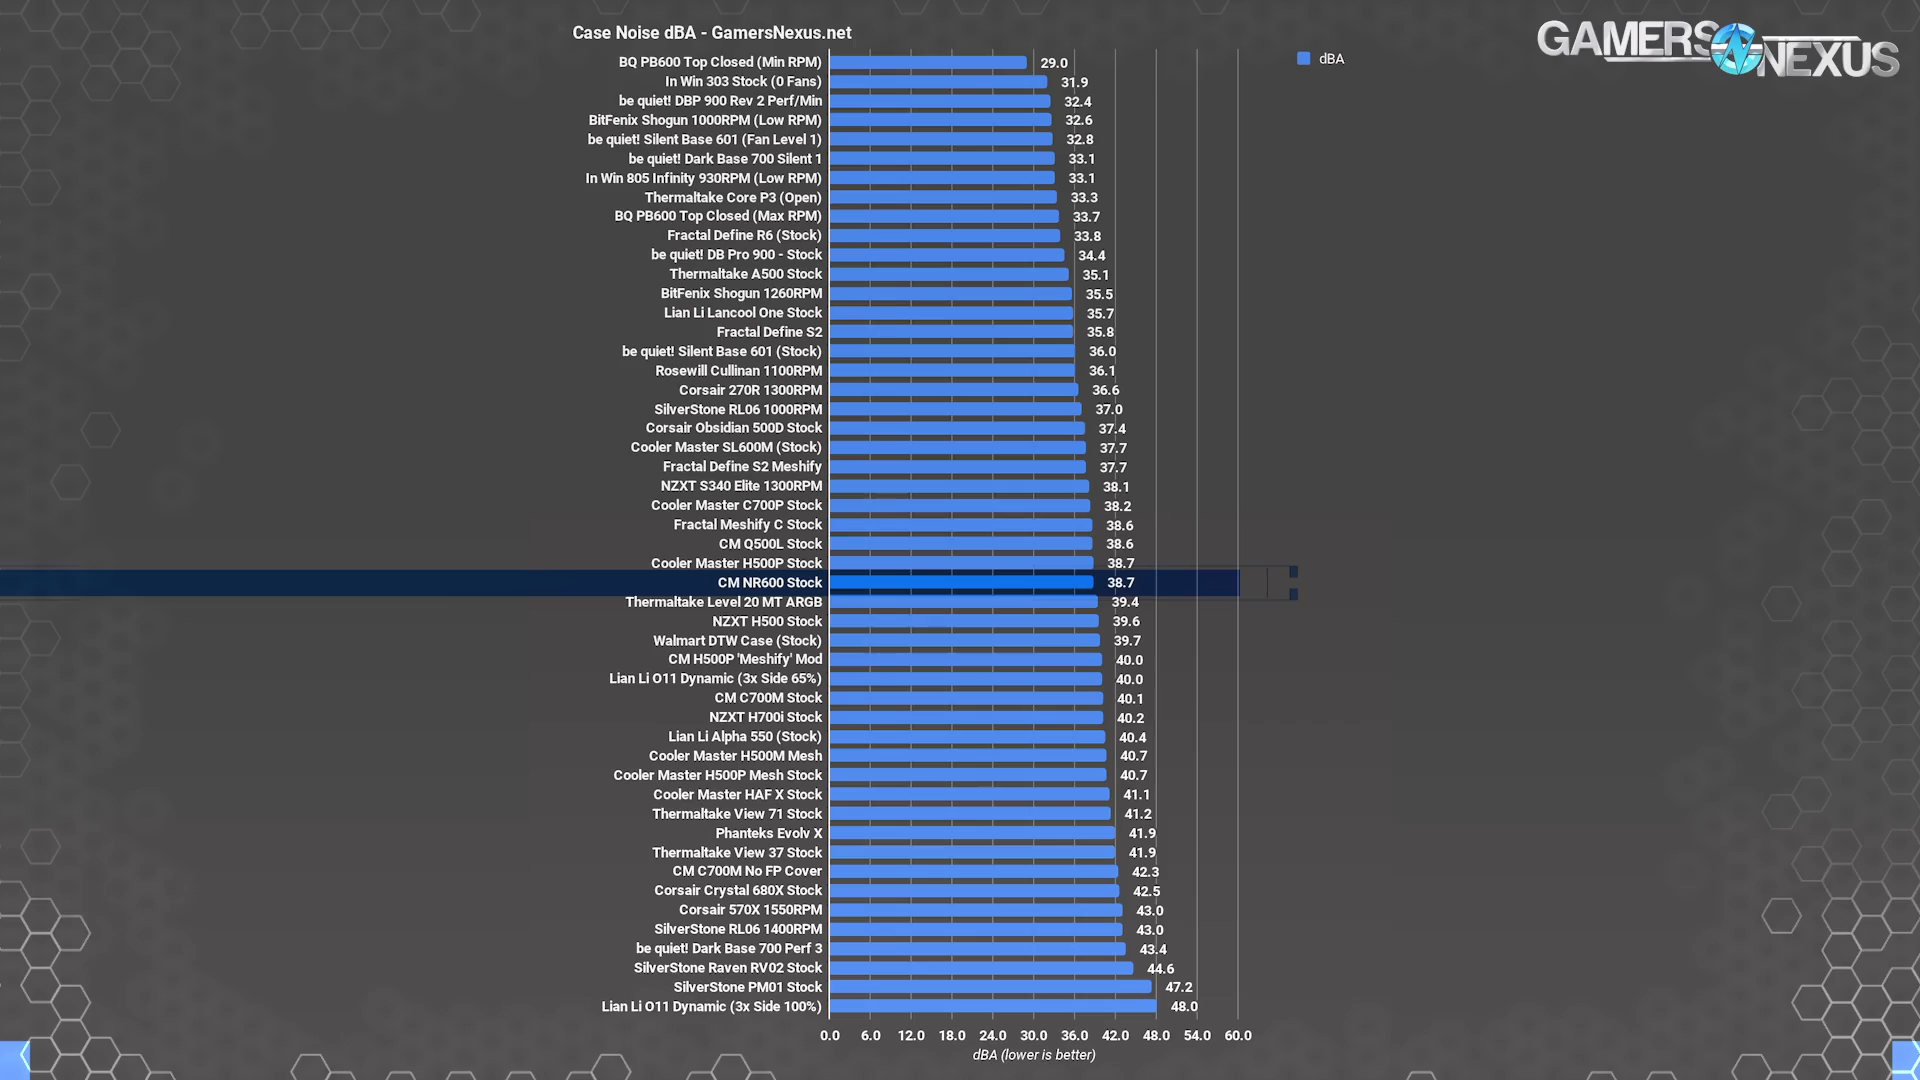 Case Noise dBA - GamersNexus.net
GAMERS NEXUS
dBA
BQ PB600 Top Closed (Min RPM) 29.0
In Win 303 Stock (0 Fans) 31.9
be quiet! DBP 900 Rev 2 Perf/Min 32.4
BitFenix Shogun 1000RPM (Low RPM) 32.6
be quiet! Silent Base 601 (Fan Level 1) 32.8
be quiet! Dark Base 700 Silent 1 33.1
In Win 805 Infinity 930RPM (Low RPM) 33.1
Thermaltake Core P3 (Open) 33.3
BQ PB600 Top Closed (Max RPM) 33.7
Fractal Define R6 (Stock) 33.8
be quiet! DB Pro 900 - Stock 34.4
Thermaltake A500 Stock 35.1
BitFenix Shogun 1260RPM 35.5
Lian Li Lancool One Stock 35.7
Fractal Define S2 35.8
be quiet! Silent Base 601 (Stock) 36.0
Rosewill Cullinan 1100RPM 36.1
Corsair 270R 1300RPM 36.6
SilverStone RL06 1000RPM 37.0
Corsair Obsidian 500D Stock 37.4
Cooler Master SL600M (Stock) 37.7
Fractal Define S2 Meshify 37.7
NZXT S340 Elite 1300RPM 38.1
Cooler Master C700P Stock 38.2
Fractal Meshify C Stock 38.6
CM Q500L Stock 38.6
Cooler Master H500P Stock 38.7
CM NR600 Stock 38.7
Thermaltake Level 20 MT ARGB 39.4
NZXT H500 Stock 39.6
Walmart DTW Case (Stock) 39.7
CM H500P 'Meshify' Mod 40.0
Lian Li O11 Dynamic (3x Side 65%) 40.0
CM C700M Stock 40.1
NZXT H700i Stock 40.2
Lian Li Alpha 550 (Stock) 40.4
Cooler Master H500M Mesh 40.7
Cooler Master H500P Mesh Stock 40.7
Cooler Master HAF X Stock 41.1
Thermaltake View 71 Stock 41.2
Phanteks Evolv X 41.9
Thermaltake View 37 Stock 41.9
CM C700M No FP Cover 42.3
Corsair Crystal 680X Stock 42.5
Corsair 570X 1550RPM 43.0
SilverStone RL06 1400RPM 43.0
be quiet! Dark Base 700 Perf 3 43.4
SilverStone Raven RV02 Stock 44.6
SilverStone PM01 Stock 47.2
Lian Li O11 Dynamic (3x Side 100%) 48.0
0.0 6.0 12.0 18.0 24.0 30.0 36.0 42.0 48.0 54.0 60.0
dBA (lower is better)